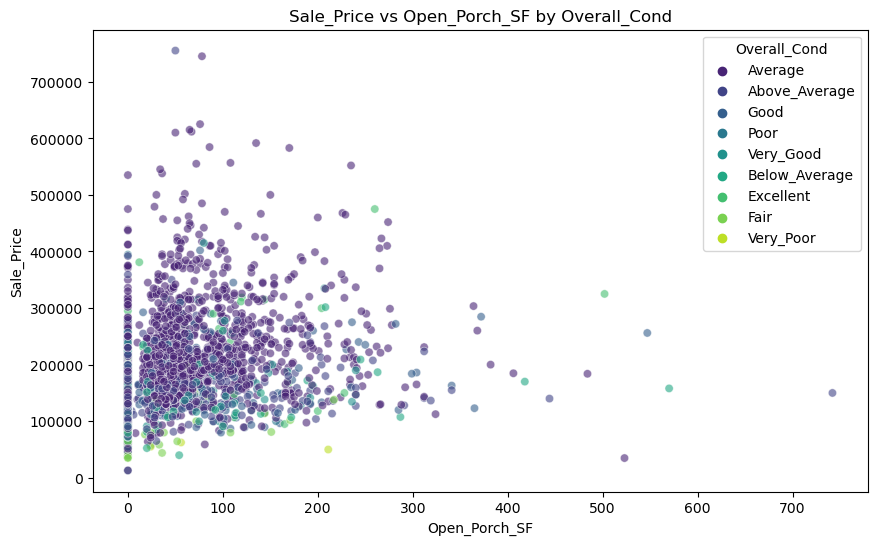 Sale_Price vs Open_Porch_SF by Overall_Cond
Sale_Price
700000
600000
500000
400000
300000
200000
100000
0
Overall_Cond
Average
Above_Average
Good
Poor
Very_Good
Below_Average
Excellent
Fair
Very_Poor
0 100 200 300 400 500 600 700
Open_Porch_SF